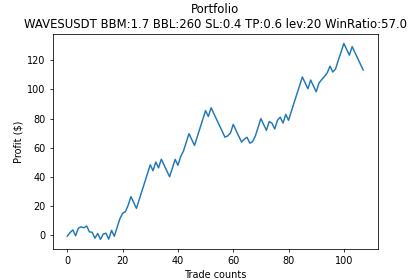 Portfolio
WAVESUSDT BBM:1.7 BBL:260 SL:0.4 TP:0.6 lev:20 WinRatio:57.0
120
100
80
60
40
20
0
Profit ($)
0 20 40 60 80 100
Trade counts